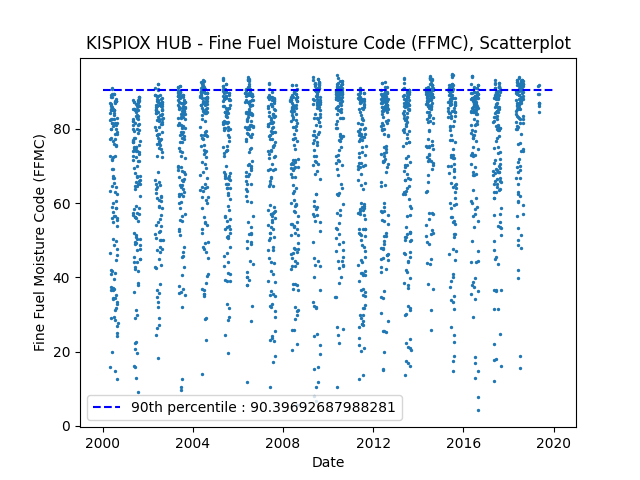 KISPIOX HUB - Fine Fuel Moisture Code (FFMC), Scatterplot
Fine Fuel Moisture Code (FFMC)
80
60
40
20
0
90th percentile : 90.39692687988281
2000 2004 2008 2012 2016 2020
Date